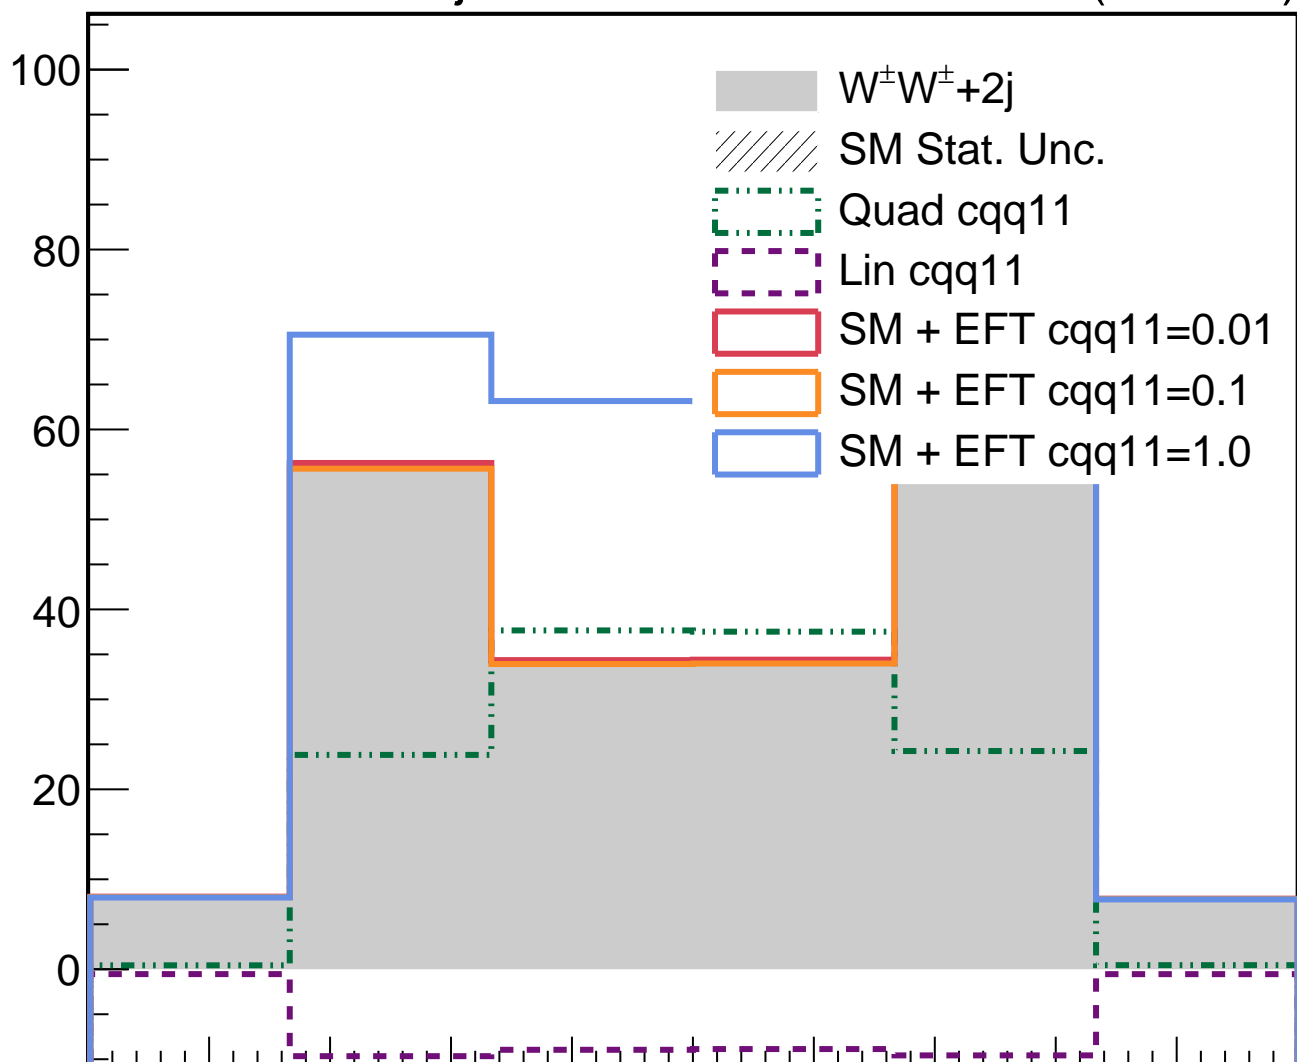 100
80
60
40
20
0
W±W±+2j
SM Stat. Unc.
Quad cqq11
Lin cqq11
SM + EFT cqq11=0.01
SM + EFT cqq11=0.1
SM + EFT cqq11=1.0